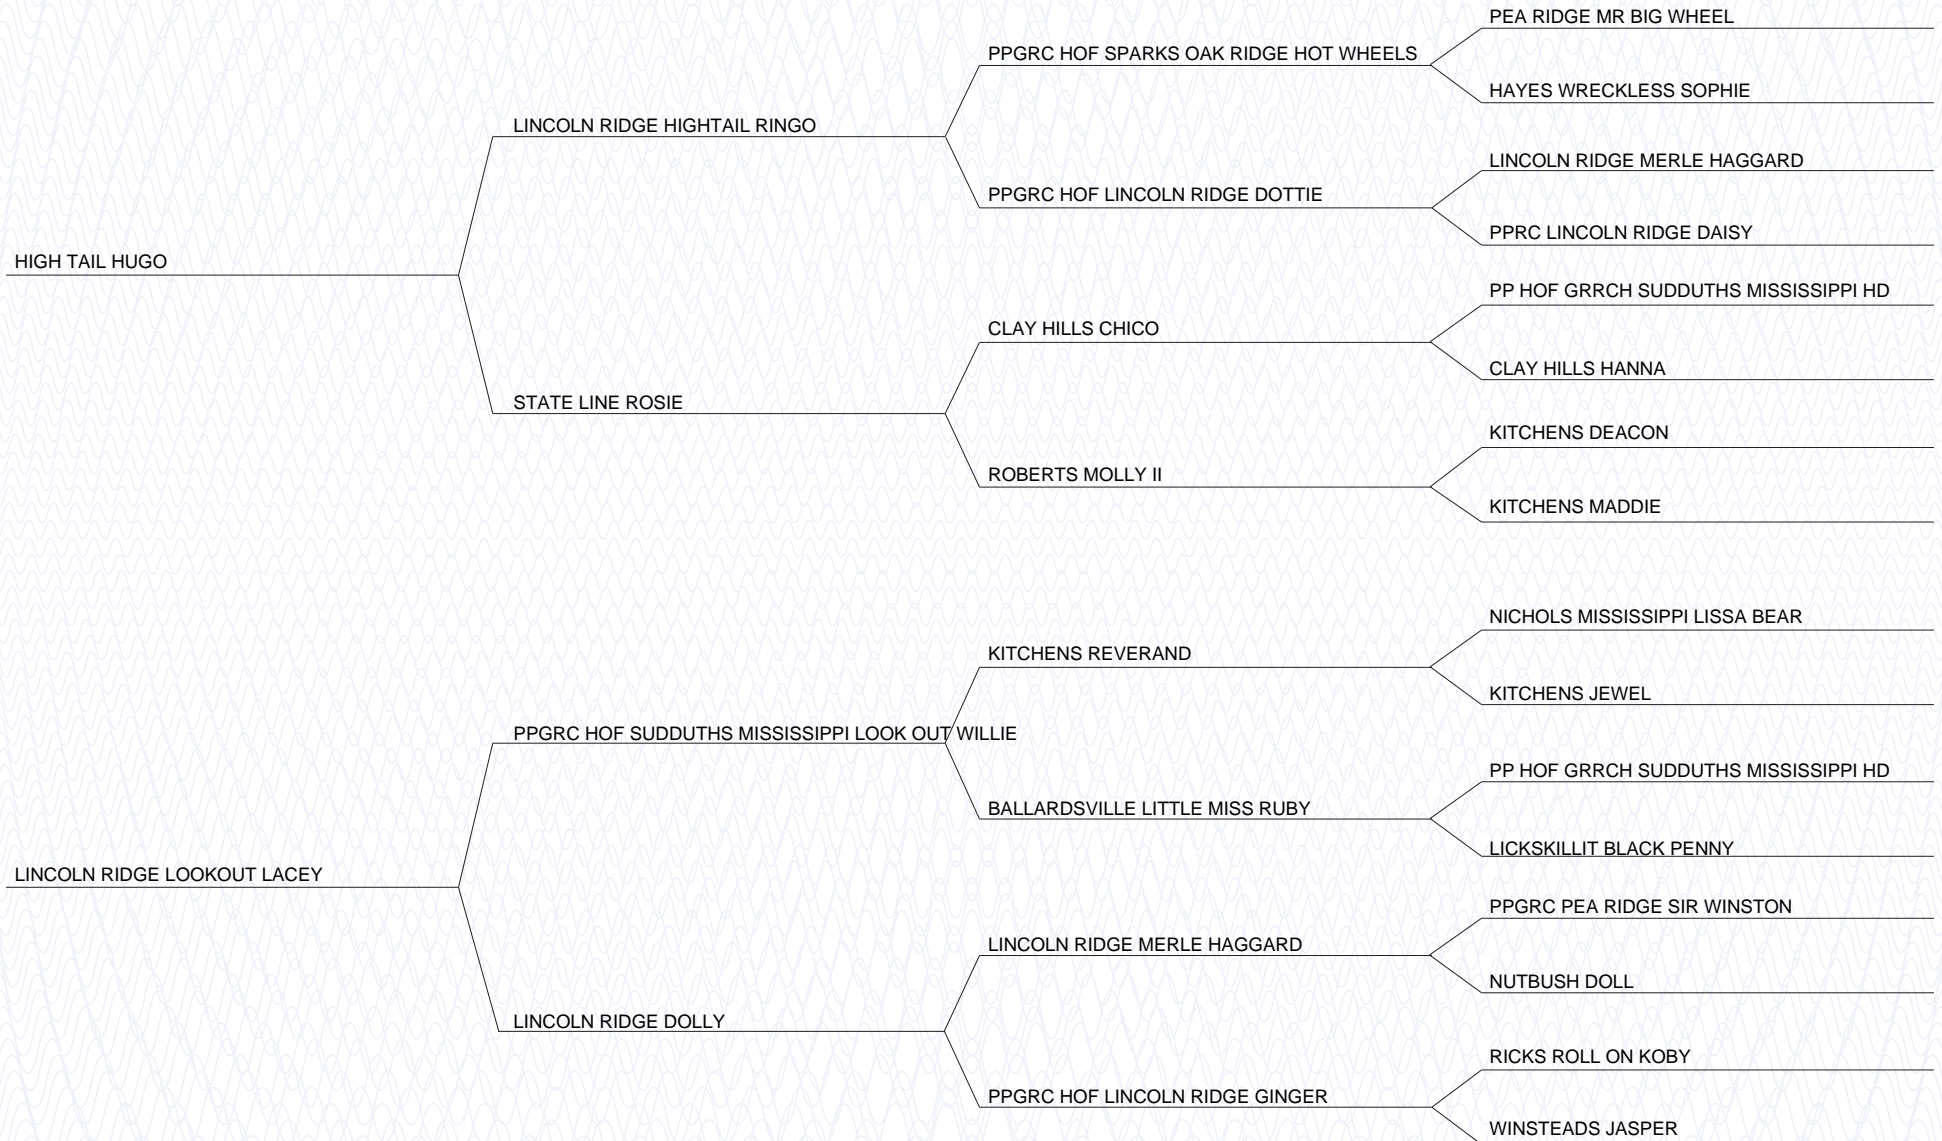 PEA RIDGE MR BIG WHEEL
PPGRC HOF SPARKS OAK RIDGE HOT WHEELS
HAYES WRECKLESS SOPHIE
LINCOLN RIDGE HIGHTAIL RINGO
LINCOLN RIDGE MERLE HAGGARD
PPGRC HOF LINCOLN RIDGE DOTTIE
PPRC LINCOLN RIDGE DAISY
HIGH TAIL HUGO
PP HOF GRRCH SUDDUTHS MISSISSIPPI HD
CLAY HILLS CHICO
CLAY HILLS HANNA
STATE LINE ROSIE
KITCHENS DEACON
ROBERTS MOLLY II
KITCHENS MADDIE
NICHOLS MISSISSIPPI LISSA BEAR
KITCHENS REVERAND
KITCHENS JEWEL
PPGRC HOF SUDDUTHS MISSISSIPPI LOOK OUT WILLIE
PP HOF GRRCH SUDDUTHS MISSISSIPPI HD
BALLARDSVILLE LITTLE MISS RUBY
LICKSKILLIT BLACK PENNY
LINCOLN RIDGE LOOKOUT LACEY
PPGRC PEA RIDGE SIR WINSTON
LINCOLN RIDGE MERLE HAGGARD
NUTBUSH DOLL
LINCOLN RIDGE DOLLY
RICKS ROLL ON KOBY
PPGRC HOF LINCOLN RIDGE GINGER
WINSTEADS JASPER